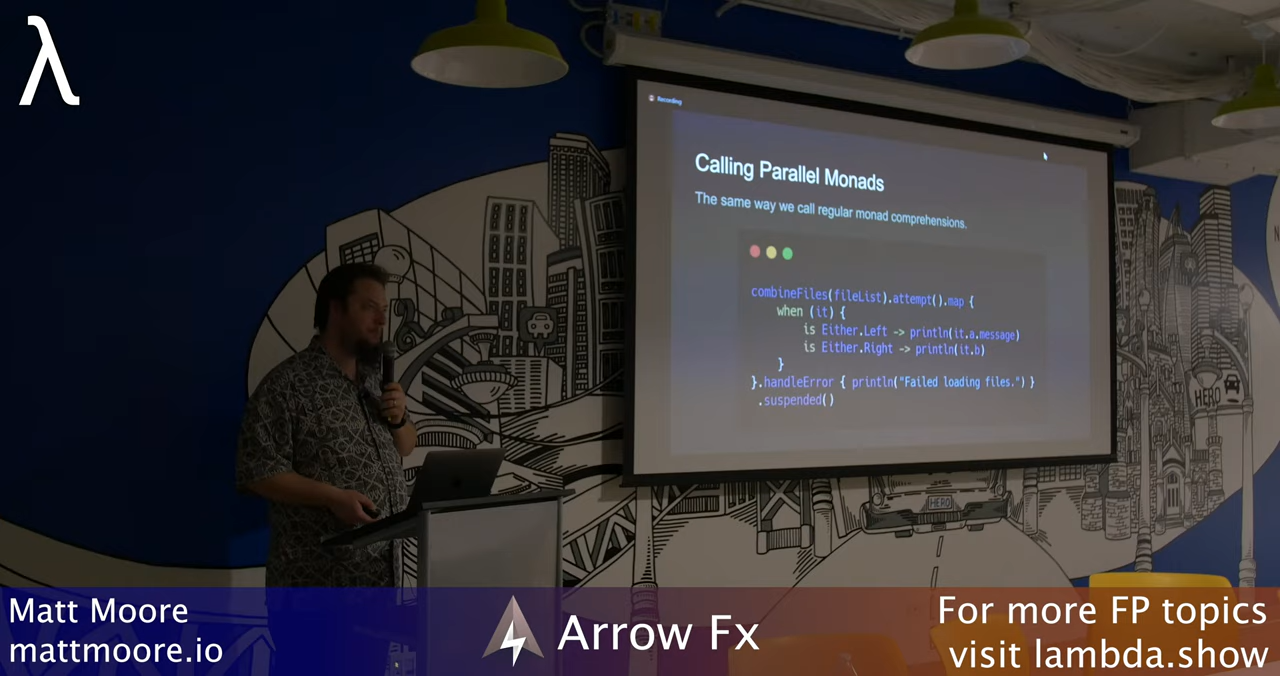 λ
Recording
Calling Parallel Monads
The same way we call regular monad comprehensions.
combineFiles(fileList).attempt().map {
when (it) {
is Either.Left -> println(it.a.message)
is Either.Right -> println(it.b)
}
}.handleError { println("Failed loading files.") }
.suspended()
HERO
HERO
Matt Moore
mattmoore.io
Arrow Fx
For more FP topics
visit lambda.show